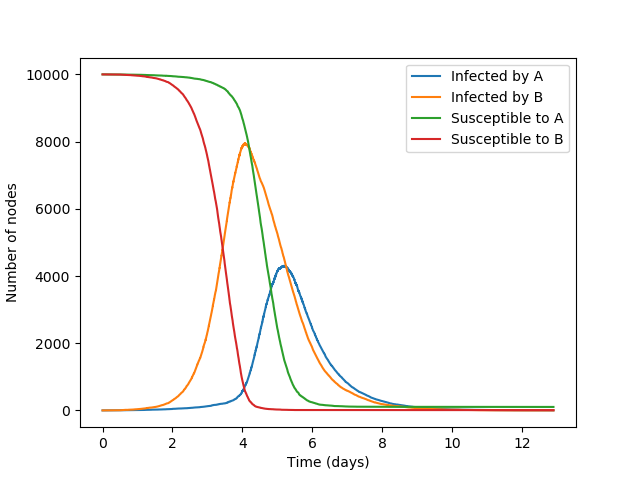 Infected by A
Infected by B
Susceptible to A
Susceptible to B
Number of nodes
10000
8000
6000
4000
2000
0
0 2 4 6 8 10 12
Time (days)